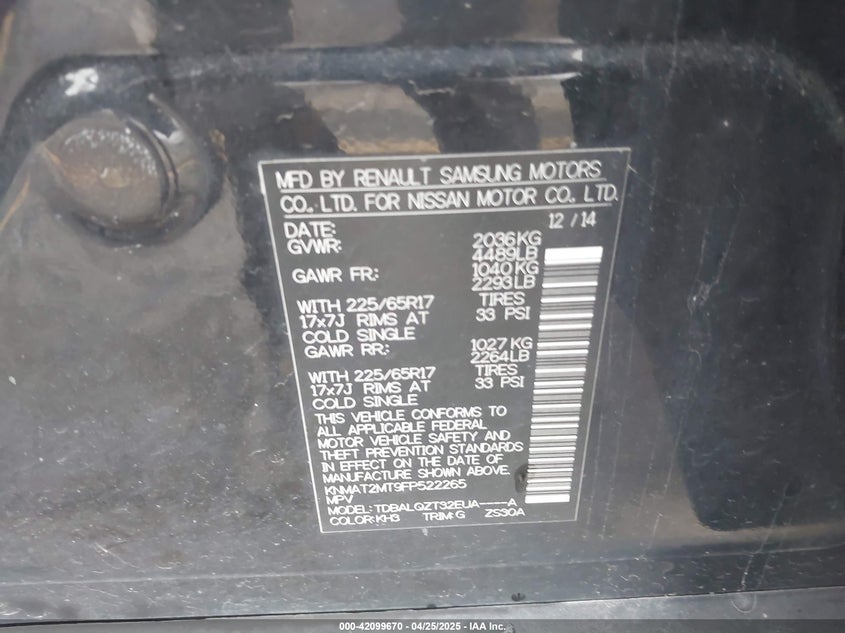 MFD BY RENAULT SAMSUNG MOTORS
CO., LTD. FOR NISSAN MOTOR CO., LTD.
DATE: 12 / 14
GVWR: 2036KG
4489LB
GAWR FR: 1040KG
2293LB
WITH 225/65R17 TIRES
17x7J RIMS AT 33 PSI
COLD SINGLE
GAWR RR: 1027 KG
2264LB
WITH 225/65R17 TIRES
17x7J RIMS AT 33 PSI
COLD SINGLE
THIS VEHICLE CONFORMS TO
ALL APPLICABLE FEDERAL
MOTOR VEHICLE SAFETY AND
THEFT PREVENTION STANDARDS
IN EFFECT ON THE DATE OF
MANUFACTURE SHOWN ABOVE.
KNMAT2MT9FP522265
MPV
MODEL: TDBALQZT32EUA----A
COLOR:KH3 TRIM:G ZS30A
000-42099670 - 04/25/2025 - IAA Inc.